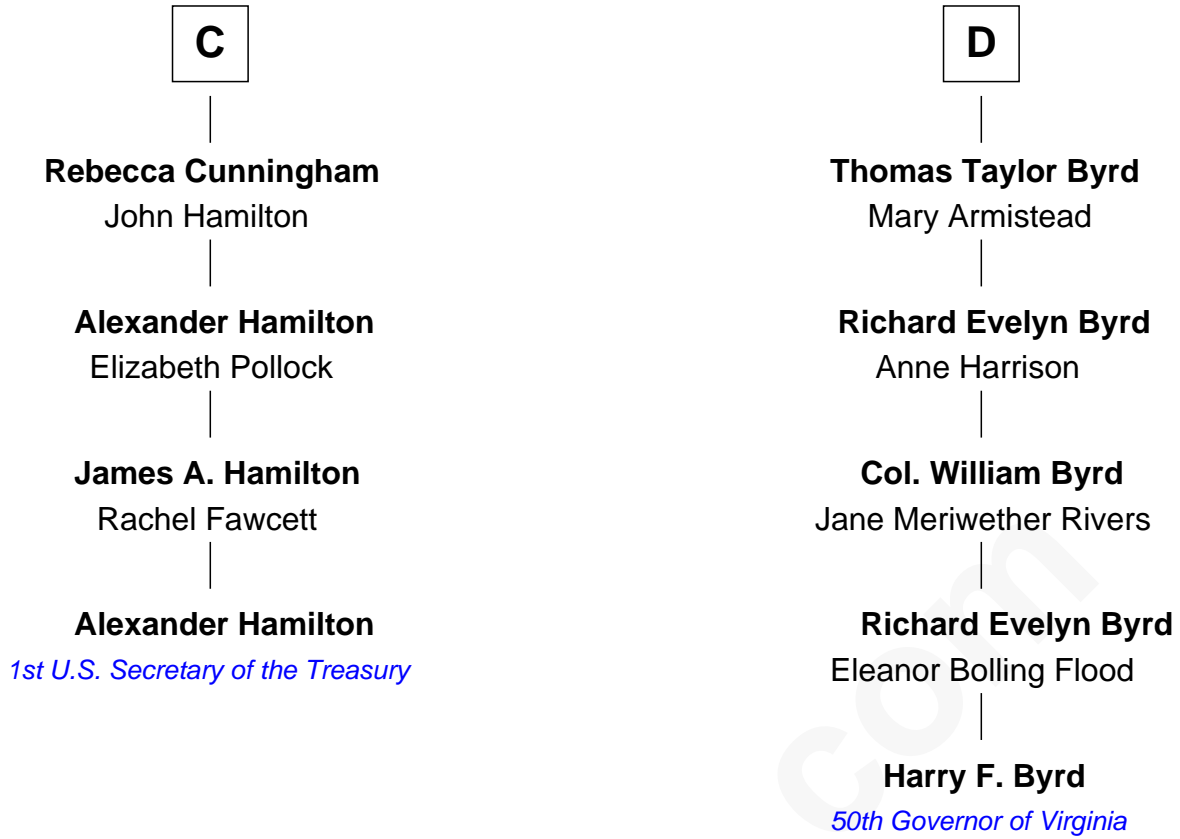 C
Rebecca Cunningham
John Hamilton
Alexander Hamilton
Elizabeth Pollock
James A. Hamilton
Rachel Fawcett
Alexander Hamilton
1st U.S. Secretary of the Treasury
D
Thomas Taylor Byrd
Mary Armistead
Richard Evelyn Byrd
Anne Harrison
Col. William Byrd
Jane Meriwether Rivers
Richard Evelyn Byrd
Eleanor Bolling Flood
Harry F. Byrd
50th Governor of Virginia
com